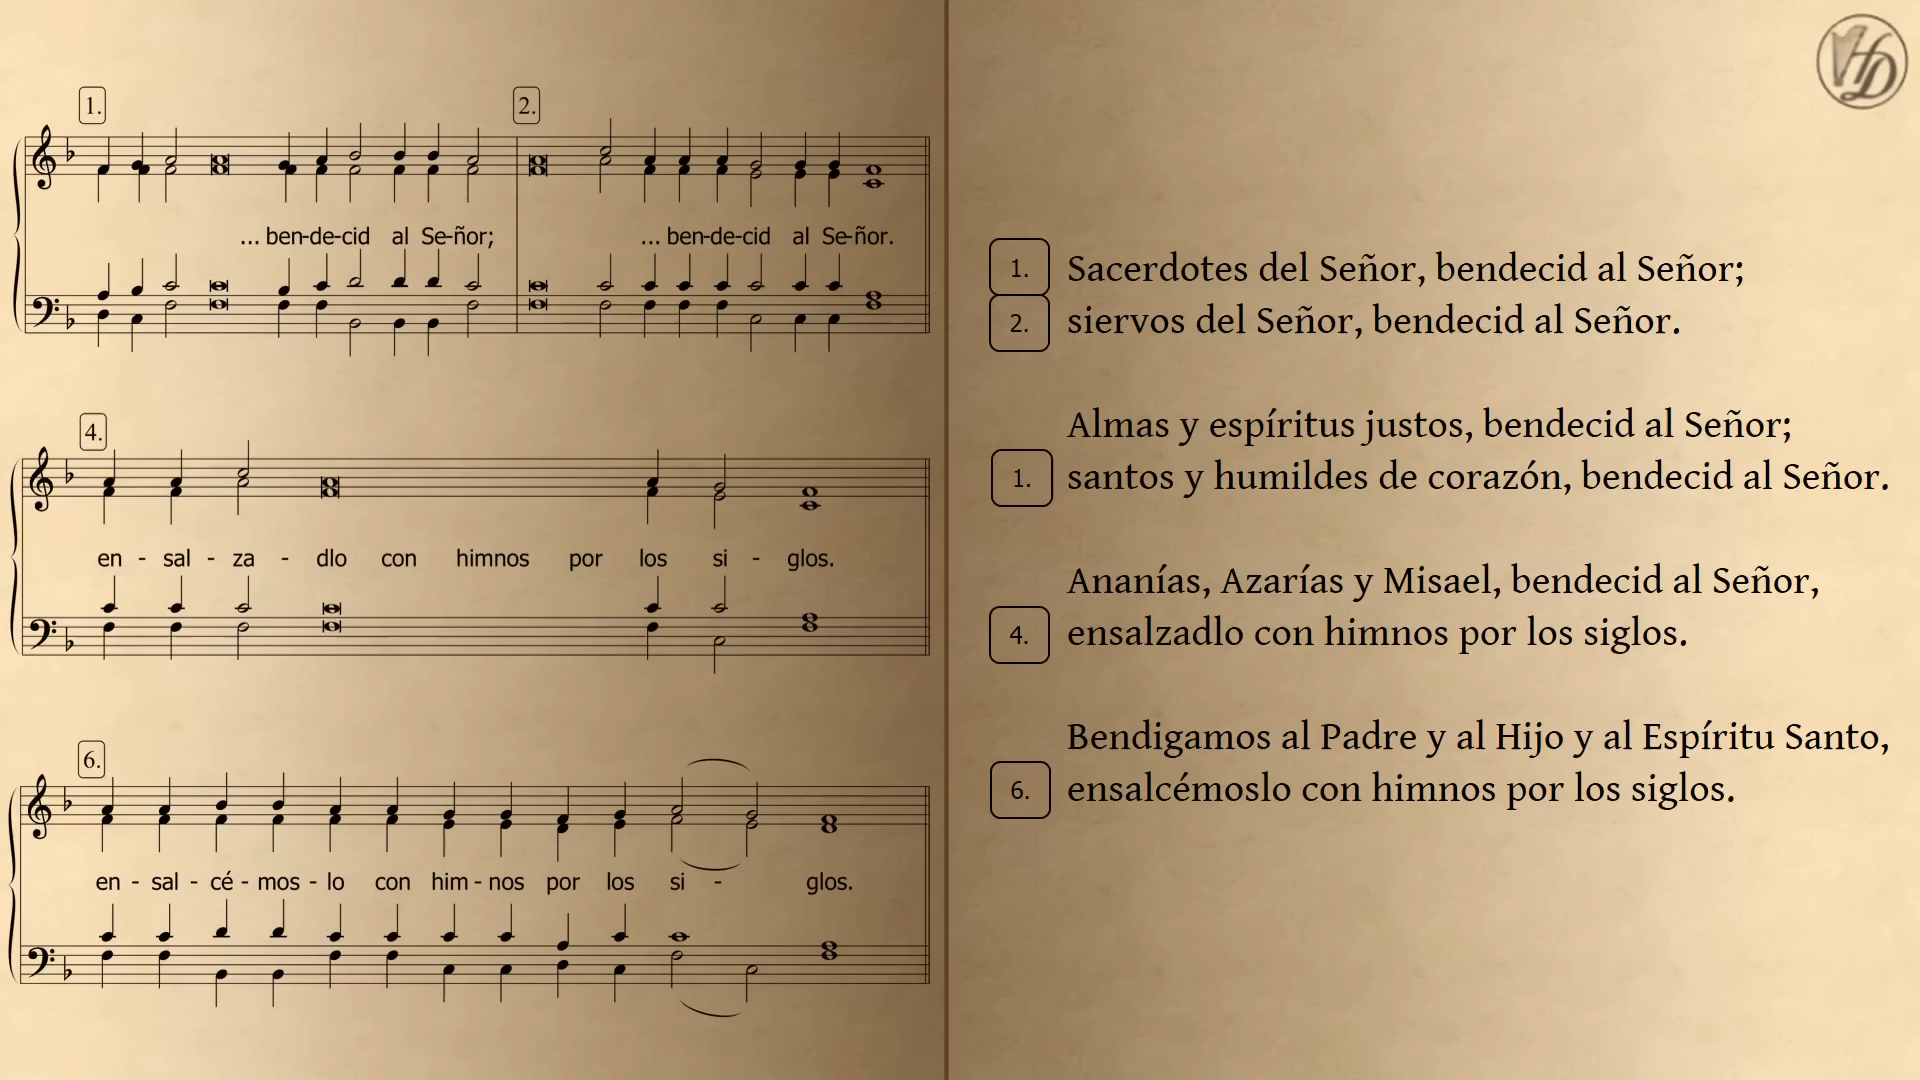 1. 2.
... ben-de-cid al Se-ñor; ... ben-de-cid al Se-ñor.
4.
en - sal - za - dlo con himnos por los si - glos.
6.
en - sal - cé - mos - lo con him - nos por los si - glos.
HD
1. Sacerdotes del Señor, bendecid al Señor;
2. siervos del Señor, bendecid al Señor.
Almas y espíritus justos, bendecid al Señor;
1. santos y humildes de corazón, bendecid al Señor.
Ananías, Azarías y Misael, bendecid al Señor,
4. ensalzadlo con himnos por los siglos.
Bendigamos al Padre y al Hijo y al Espíritu Santo,
6. ensalcémoslo con himnos por los siglos.